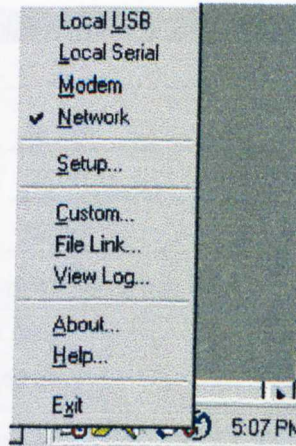 Local USB
Local Serial
Modem
Network
Setup...
Custom...
File Link...
View Log...
About...
Help...
Exit
5:07 PM